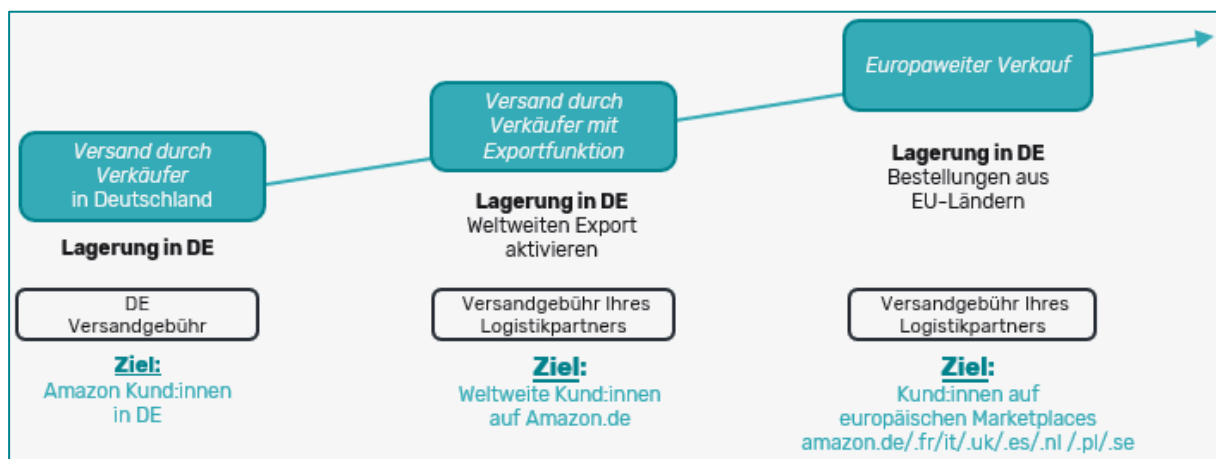 Versand durch
Verkäufer
in Deutschland
Lagerung in DE
DE
Versandgebühr
Ziel:
Amazon Kund:innen
in DE
Versand durch
Verkäufer mit
Exportfunktion
Lagerung in DE
Weltweiten Export
aktivieren
Versandgebühr Ihres
Logistikpartners
Ziel:
Weltweite Kund:innen
auf Amazon.de
Europaweiter Verkauf
Lagerung in DE
Bestellungen aus
EU-Ländern
Versandgebühr Ihres
Logistikpartners
Ziel:
Kund:innen auf
europäischen Marketplaces
amazon.de/.fr/it/.uk/.es/.nl /.pl/.se